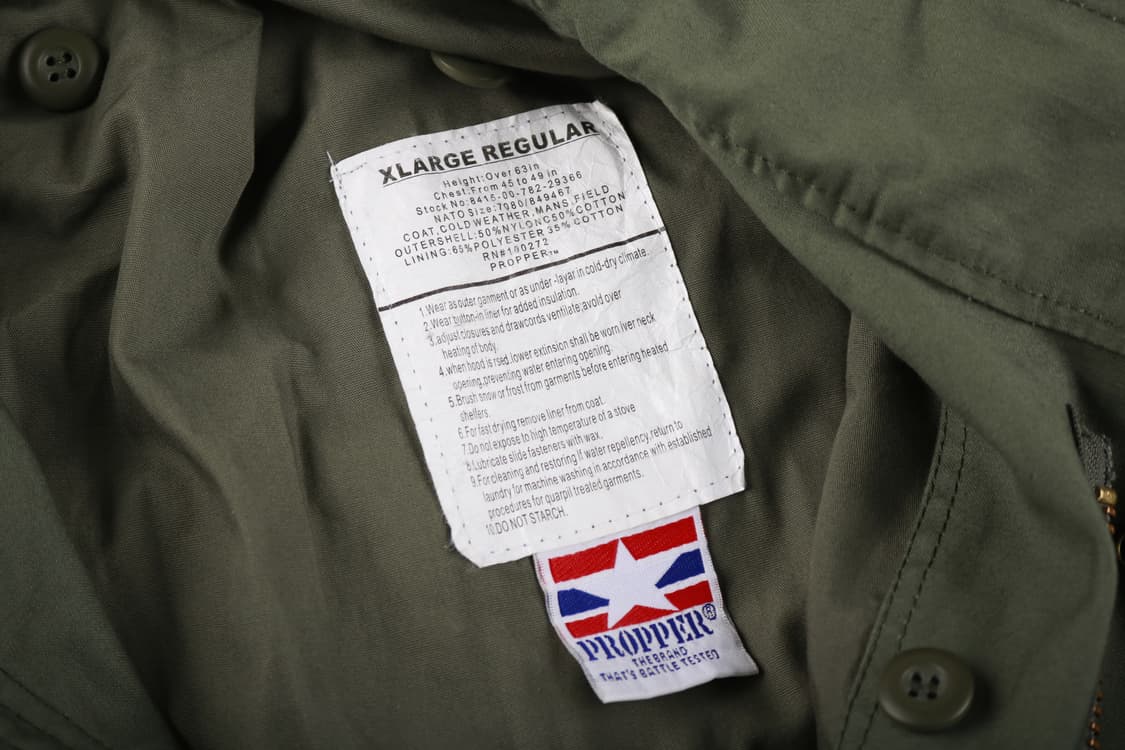 XLARGE REGULAR
Height:Over 63in
Chest:From 45 to 49 in
Stock No:8415-00-782-29366
NATO Size:7080/849467
COAT,COLD WEATHER,MANS,FIELD
OUTERSHELL:50%NYLONC50%COTTON
LINING:65%POLYESTER 35% COTTON
RN#100272
PROPPER™
1.Wear as outer garment or as under -layar in cold-dry climate.
2.Wear button-in liner for added insulation.
3.adjust closures and drawcords ventilate;avold over
heating of body.
4.when hood is rsed,lower extinsion shall be worn lver neck
opening,preventing water entering opening.
5.Brush snow or frost from garments before entering heated
shelfers.
6.For fast drying remove liner from coat.
7.Do not expose to high temperature of a stove
8.Lubricate slide fasteners with wax.
9.For cleaning and restoring If water repellency,return to
laundry for machine washing in accordance with established
procedures for quarpil treated garments.
10.DO NOT STARCH.
PROPPER®
THE BRAND
THAT'S BATTLE TESTED